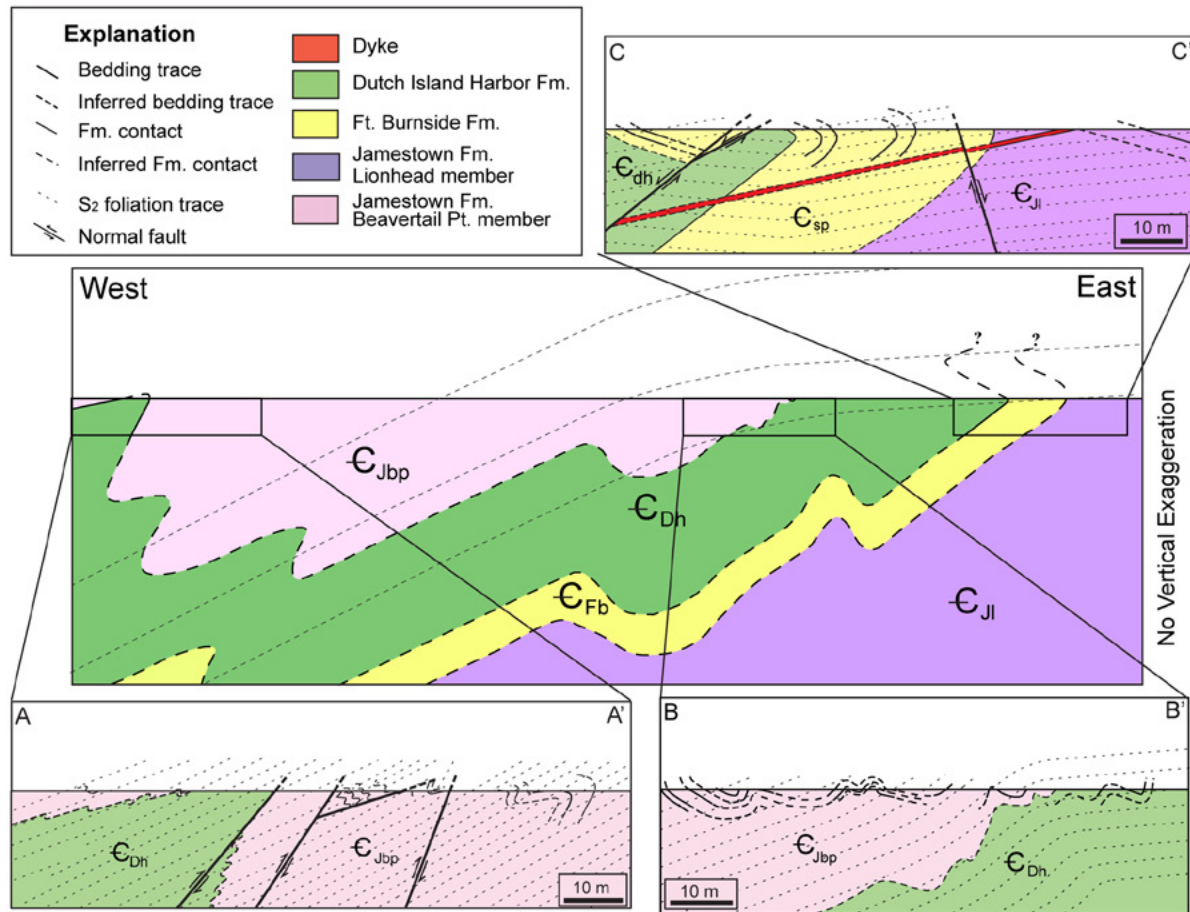 Explanation
Bedding trace
Inferred bedding trace
Fm. contact
Inferred Fm. contact
S2 foliation trace
Normal fault
Dyke
Dutch Island Harbor Fm.
Ft. Burnside Fm.
Jamestown Fm.
Lionhead member
Jamestown Fm.
Beavertail Pt. member
C C'
Ꞓdh
Ꞓsp
ꞒJl
10 m
West East
? ?
ꞒJbp
ꞒDh
ꞒFb
ꞒJl
No Vertical Exaggeration
A A'
ꞒDh
ꞒJbp
10 m
B B'
ꞒJbp
ꞒDh.
10 m